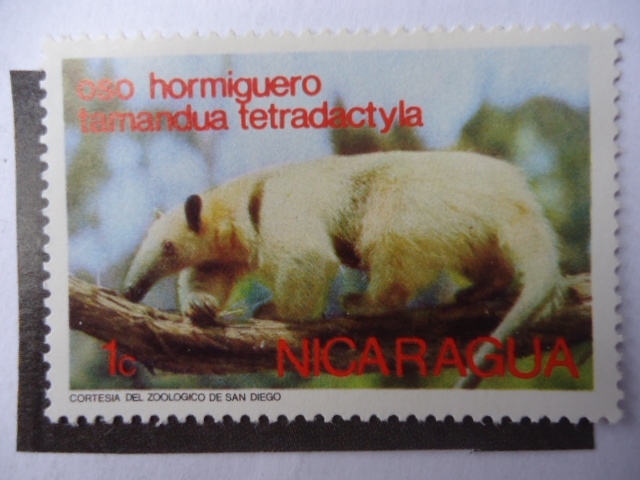 oso hormiguero
tamandua tetradactyla
1c NICARAGUA
CORTESIA DEL ZOOLOGICO DE SAN DIEGO